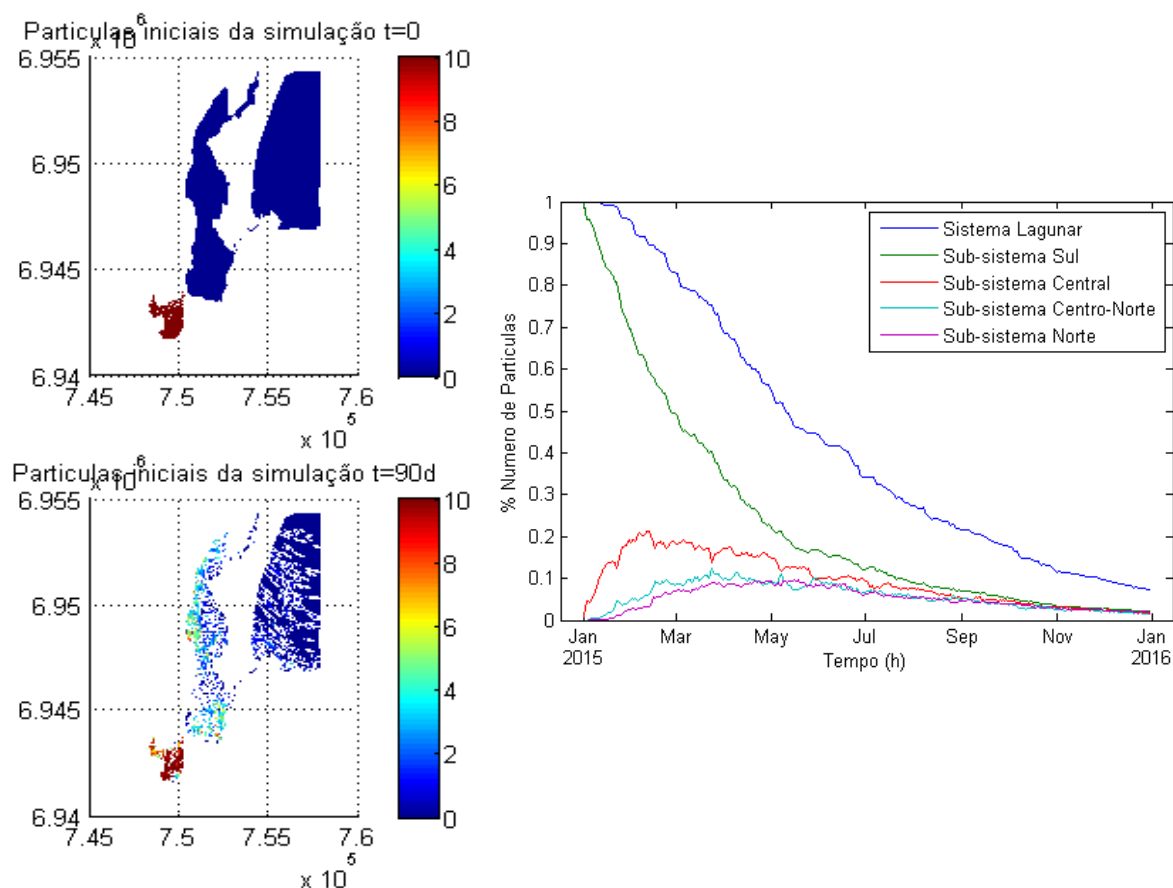 Particulas iniciais da simulação t=0
x 10^6
6.955
6.95
6.945
6.94
7.45
7.5
7.55
7.6
x 10^5
10
8
6
4
2
0
Particulas iniciais da simulação t=90d
x 10^6
6.955
6.95
6.945
6.94
7.45
7.5
7.55
7.6
x 10^5
10
8
6
4
2
0
% Numero de Particulas
1
0.9
0.8
0.7
0.6
0.5
0.4
0.3
0.2
0.1
0
Sistema Lagunar
Sub-sistema Sul
Sub-sistema Central
Sub-sistema Centro-Norte
Sub-sistema Norte
Jan
2015
Mar
May
Jul
Sep
Nov
Jan
2016
Tempo (h)